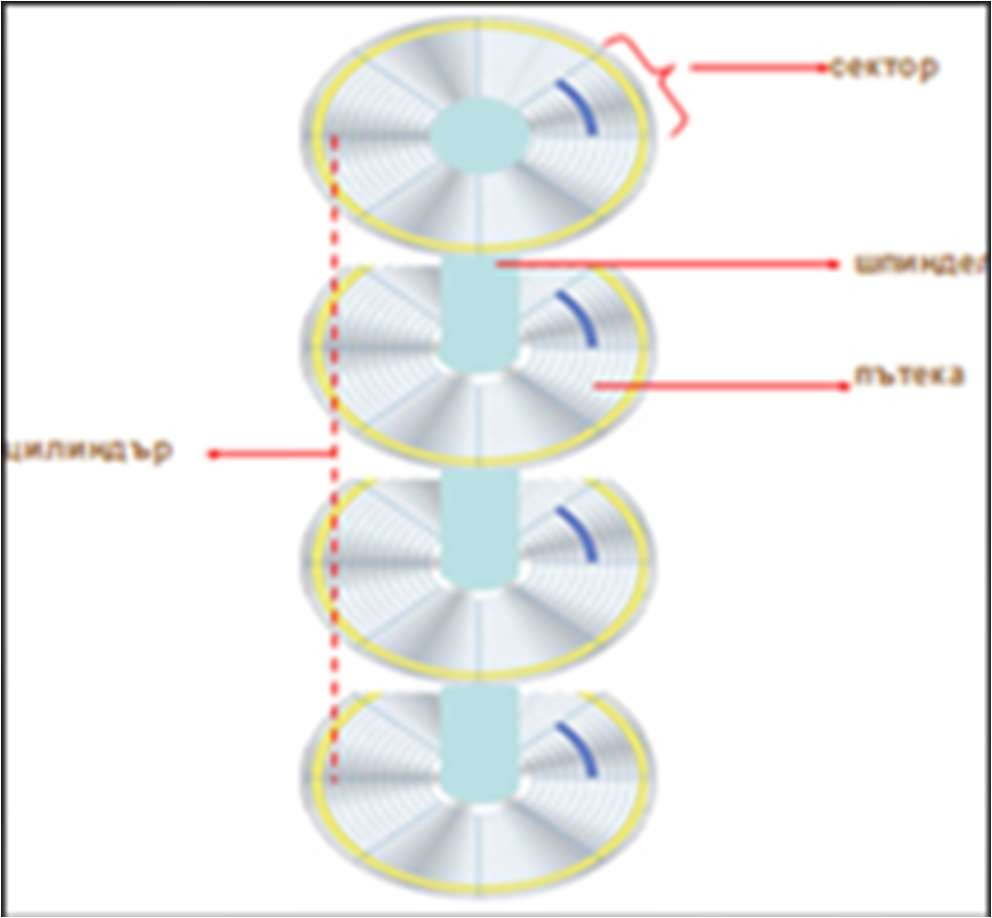 сектор
шпиндел
пътека
цилиндър